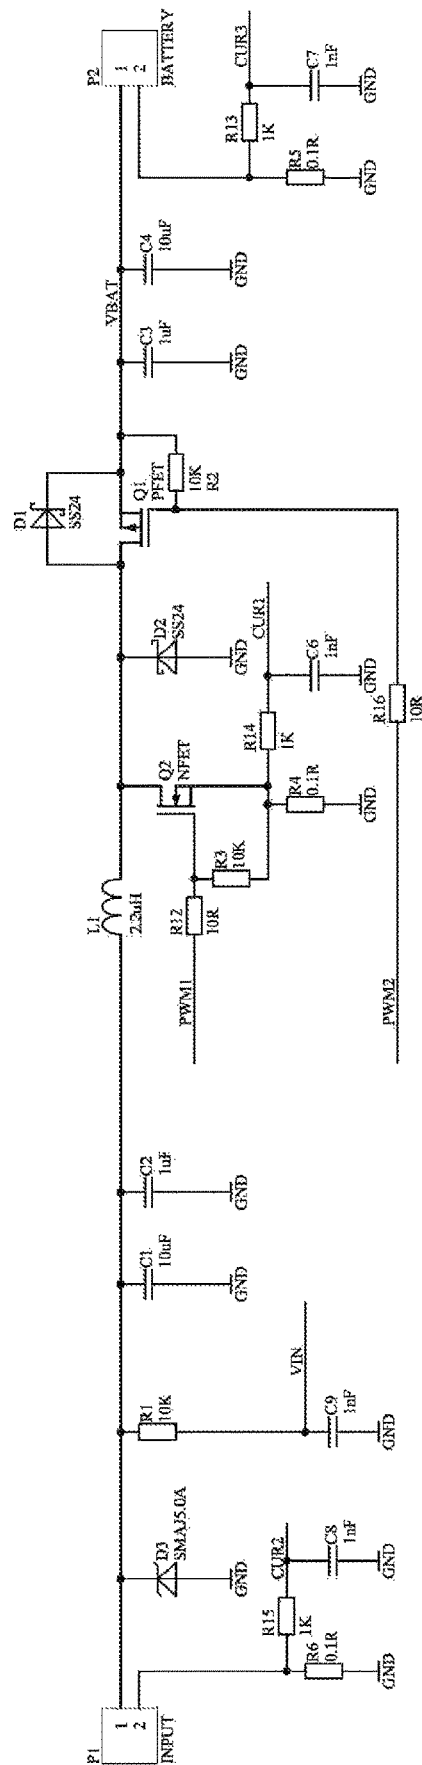 P2
1
2
BATTERY
CUR3
C7
1nF
GND
R13
1K
R5
0.1R
GND
VBAT
C4
10uF
GND
C3
1uF
GND
D1
SS24
Q1
PFET
10K
R2
D2
SS24
GND
CUR1
C6
1nF
GND
R14
1K
R16
10R
Q2
NFET
R4
0.1R
GND
R3
10K
L1
2.2uH
R12
10R
PWM1
PWM2
C2
1uF
GND
C1
10uF
GND
VIN
R1
10K
C9
1nF
GND
D3
SMAJ5.0A
GND
CUR2
C8
1nF
GND
R15
1K
R6
0.1R
GND
P1
1
2
INPUT